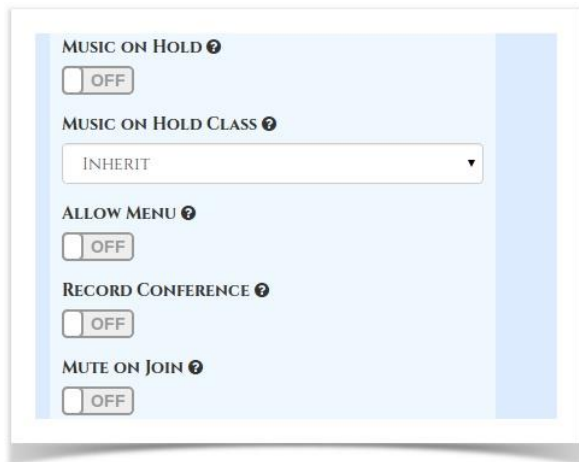 Music on Hold
OFF
Music on Hold Class
Inherit
Allow Menu
OFF
Record Conference
OFF
Mute on Join
OFF